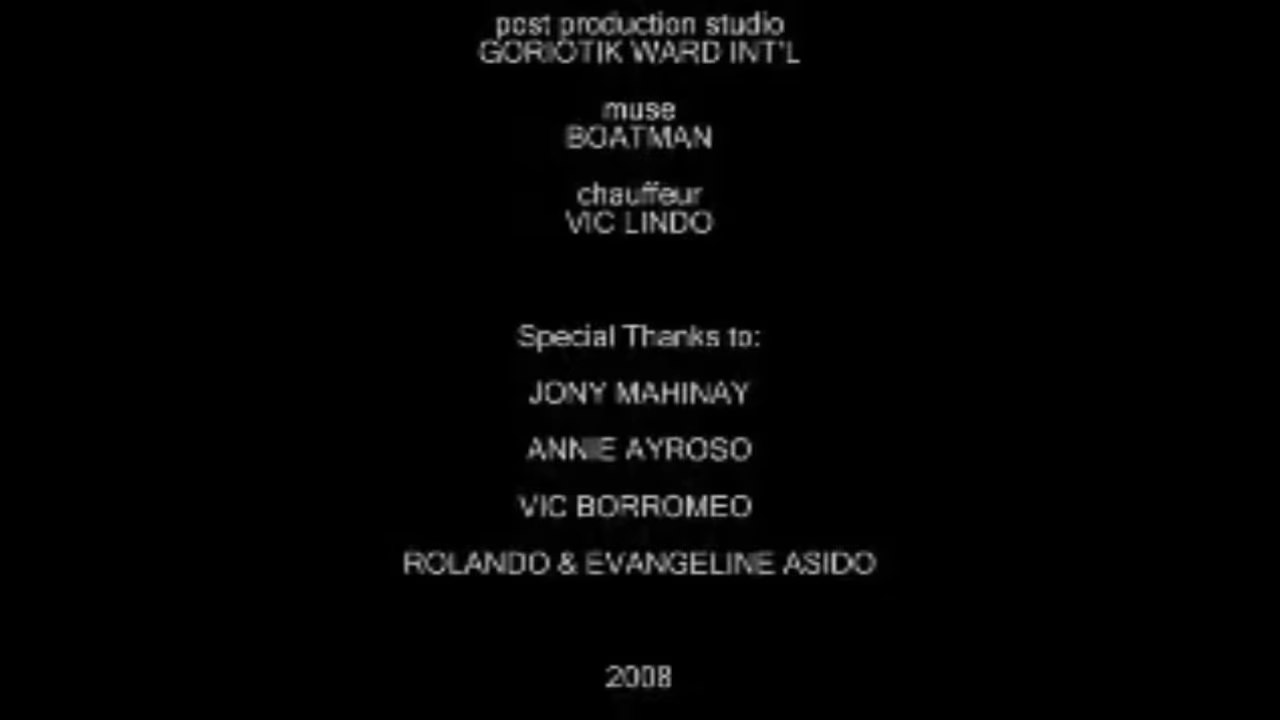 post production studio
GORIOTIK WARD INT'L
muse
BOATMAN
chauffeur
VIC LINDO
Special Thanks to:
JONY MAHINAY
ANNIE AYROSO
VIC BORROMEO
ROLANDO & EVANGELINE ASIDO
2008